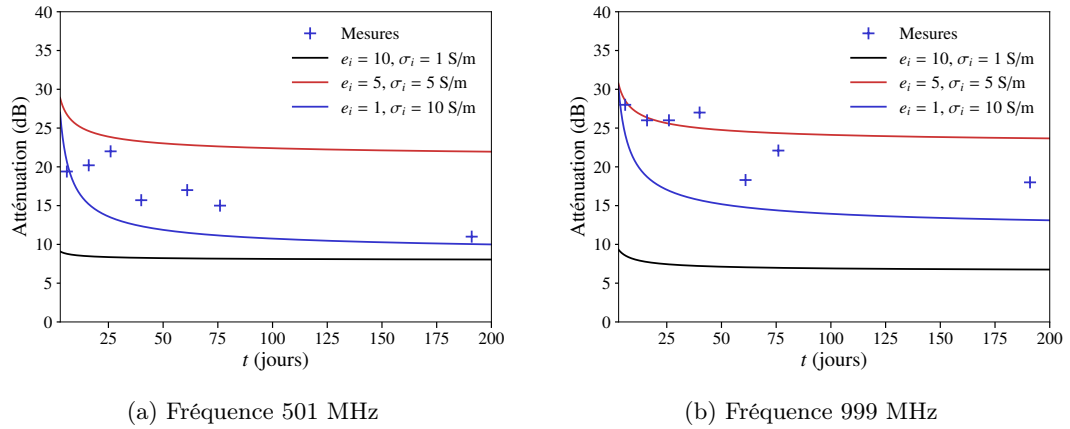 40
35
30
25
20
15
10
5
0
Atténuation (dB)
Mesures
e_i = 10, σ_i = 1 S/m
e_i = 5, σ_i = 5 S/m
e_i = 1, σ_i = 10 S/m
25 50 75 100 125 150 175 200
t (jours)
(a) Fréquence 501 MHz
40
35
30
25
20
15
10
5
0
Atténuation (dB)
Mesures
e_i = 10, σ_i = 1 S/m
e_i = 5, σ_i = 5 S/m
e_i = 1, σ_i = 10 S/m
25 50 75 100 125 150 175 200
t (jours)
(b) Fréquence 999 MHz